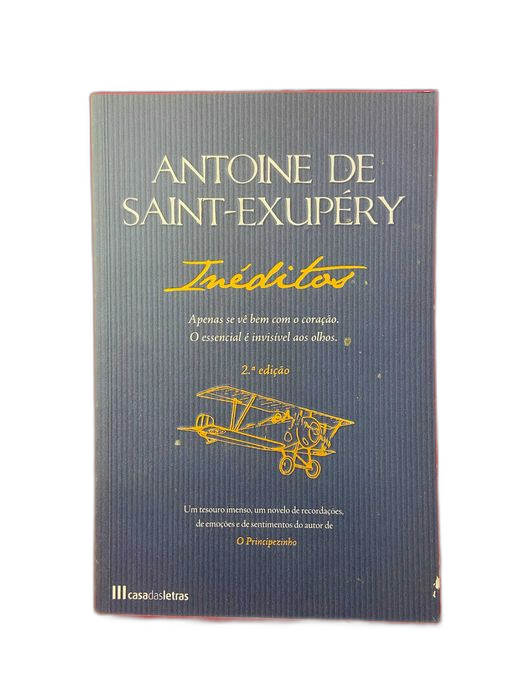 ANTOINE DE
SAINT-EXUPÉRY
Inéditos
Apenas se vê bem com o coração.
O essencial é invisível aos olhos.
2.ª edição
Um tesouro imenso, um novelo de recordações,
de emoções e de sentimentos do autor de
O Principezinho
casadasletras